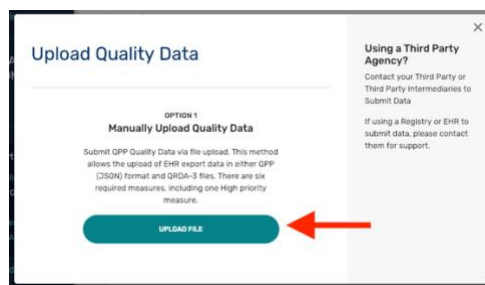 Upload Quality Data
OPTION 1
Manually Upload Quality Data
Submit QPP Quality Data via file upload. This method
allows the upload of EHR export data in either QPP
(JSON) format and QRDA-3 files. There are six
required measures, including one High priority
measure.
UPLOAD FILE
Using a Third Party
Agency?
Contact your Third Party or
Third Party Intermediaries to
Submit Data
If using a Registry or EHR to
submit data, please contact
them for support.